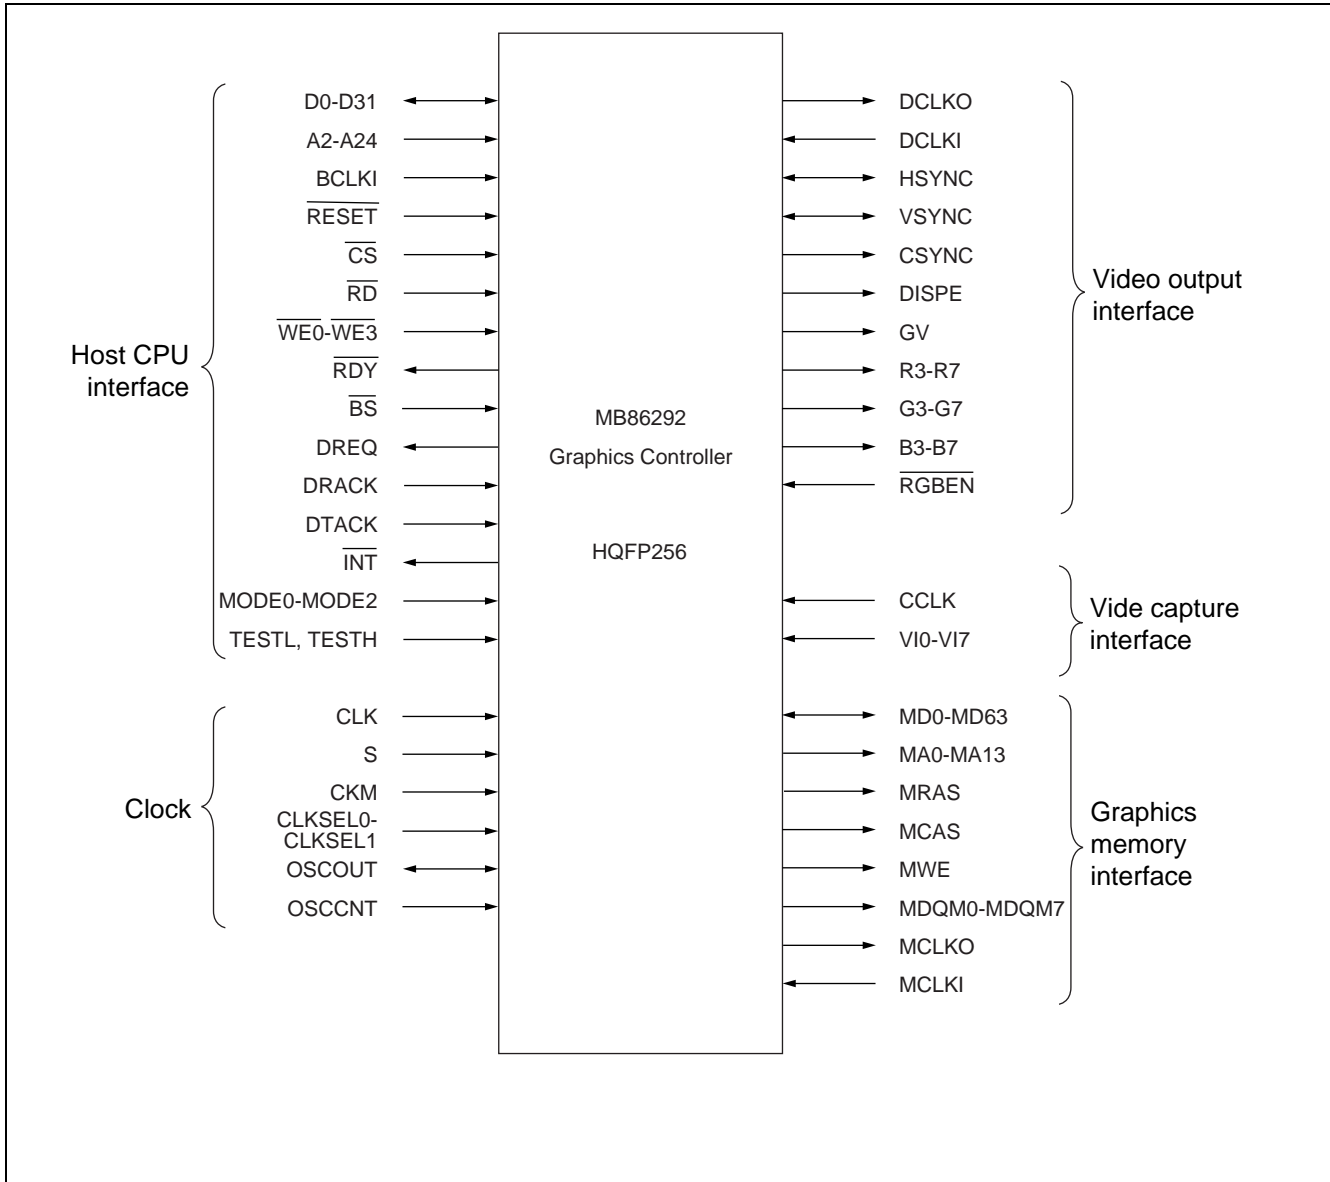 Host CPU
interface
D0-D31
A2-A24
BCLKI
RESET
CS
RD
WE0-WE3
RDY
BS
DREQ
DRACK
DTACK
INT
MODE0-MODE2
TESTL, TESTH
Clock
CLK
S
CKM
CLKSEL0-
CLKSEL1
OSCOUT
OSCCNT
MB86292
Graphics Controller
HQFP256
DCLKO
DCLKI
HSYNC
VSYNC
CSYNC
DISPE
GV
R3-R7
G3-G7
B3-B7
RGBEN
Video output
interface
CCLK
VI0-VI7
Vide capture
interface
MD0-MD63
MA0-MA13
MRAS
MCAS
MWE
MDQM0-MDQM7
MCLKO
MCLKI
Graphics
memory
interface